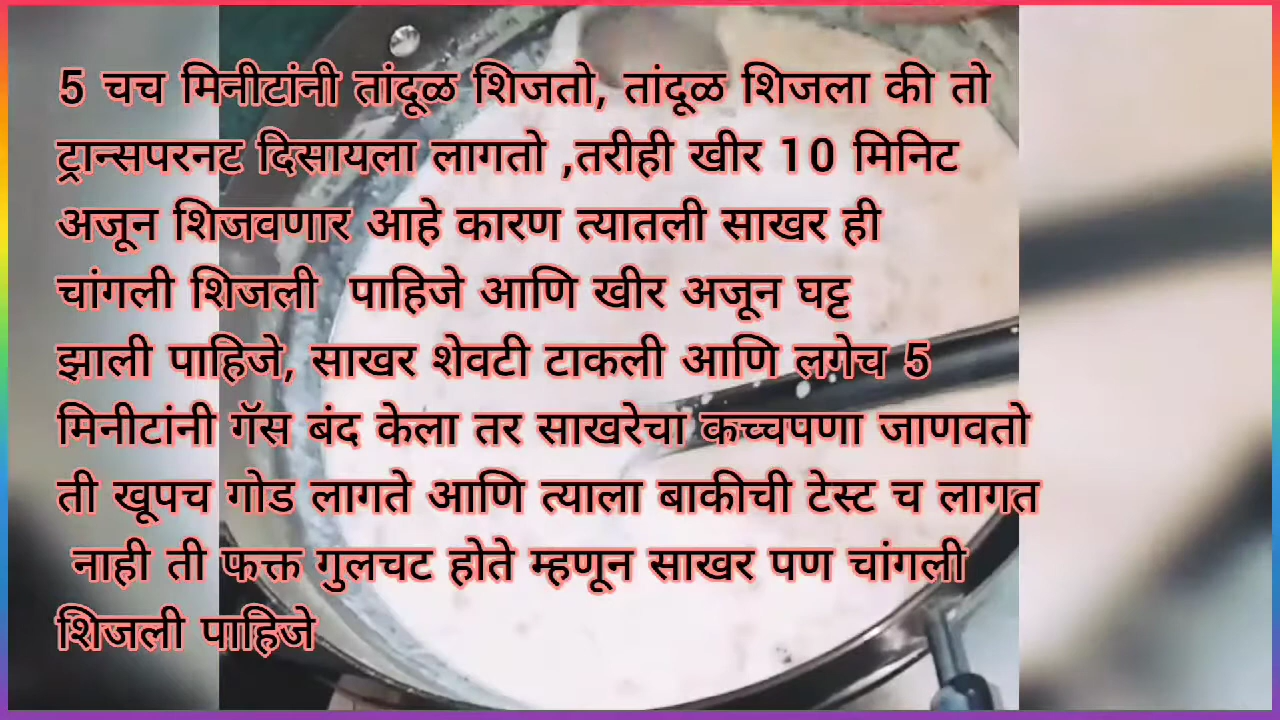 5 चच मिनीटांनी तांदूळ शिजतो, तांदूळ शिजला की तो
ट्रान्सपरनट दिसायला लागतो ,तरीही खीर 10 मिनिट
अजून शिजवणार आहे कारण त्यातली साखर ही
चांगली शिजली पाहिजे आणि खीर अजून घट्ट
झाली पाहिजे, साखर शेवटी टाकली आणि लगेच 5
मिनीटांनी गॅस बंद केला तर साखरेचा कच्चपणा जाणवतो
ती खूपच गोड लागते आणि त्याला बाकीची टेस्ट च लागत
नाही ती फक्त गुलचट होते म्हणून साखर पण चांगली
शिजली पाहिजे